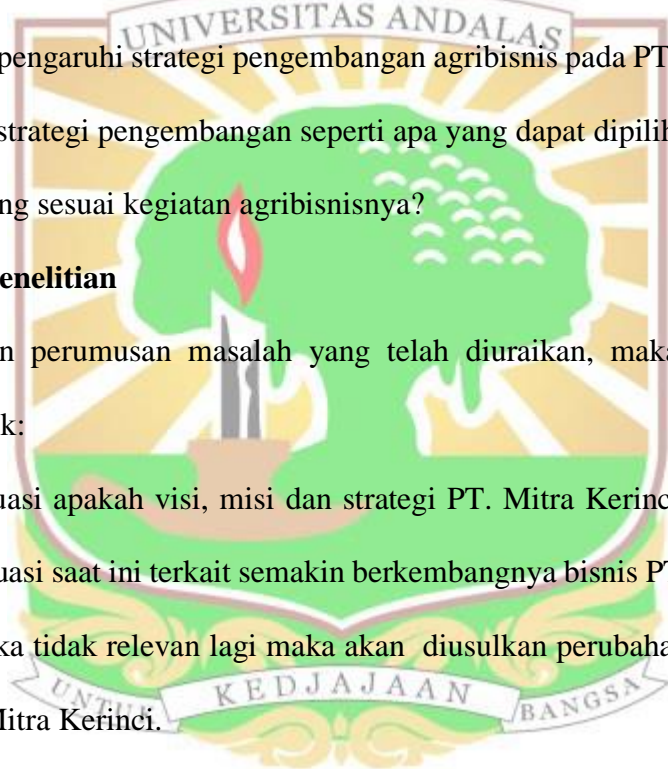 UNIVERSITAS ANDALAS
pengaruhi strategi pengembangan agribisnis pada PT
strategi pengembangan seperti apa yang dapat dipilih
ng sesuai kegiatan agribisnisnya?
enelitian
n perumusan masalah yang telah diuraikan, maka
k:
uasi apakah visi, misi dan strategi PT. Mitra Kerinc
uasi saat ini terkait semakin berkembangnya bisnis PT
ka tidak relevan lagi maka akan diusulkan perubaha
Mitra Kerinci.
UNTUK KEDJAJAAN BANGSA